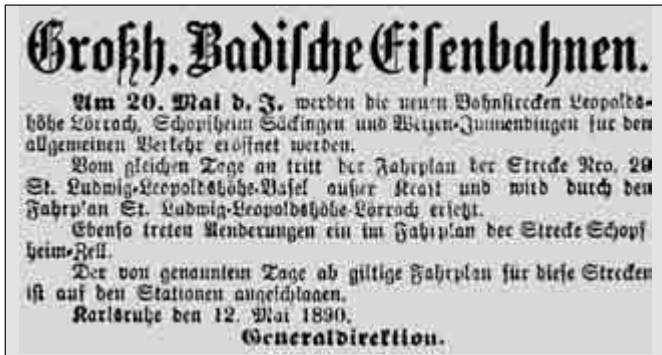 Großh. Badische Eisenbahnen.
Am 20. Mai d. J. werden die neuen Bahnstrecken Leopolds-
höhe Lörrach, Schopfheim Säckingen und Weizen-Immendingen für den
allgemeinen Verkehr eröffnet werden.
Vom gleichen Tage an tritt der Fahrplan der Strecke Nro. 29
St. Ludwig-Leopoldshöhe-Basel außer Kraft und wird durch den
Fahrplan St. Ludwig-Leopoldshöhe-Lörrach ersetzt.
Ebenso treten Aenderungen ein im Fahrplan der Strecke Schopf
heim-Zell.
Der von genanntem Tage ab giltige Fahrplan für diese Strecken
ist auf den Stationen angeschlagen.
Karlsruhe den 12. Mai 1890.
Generaldirektion.